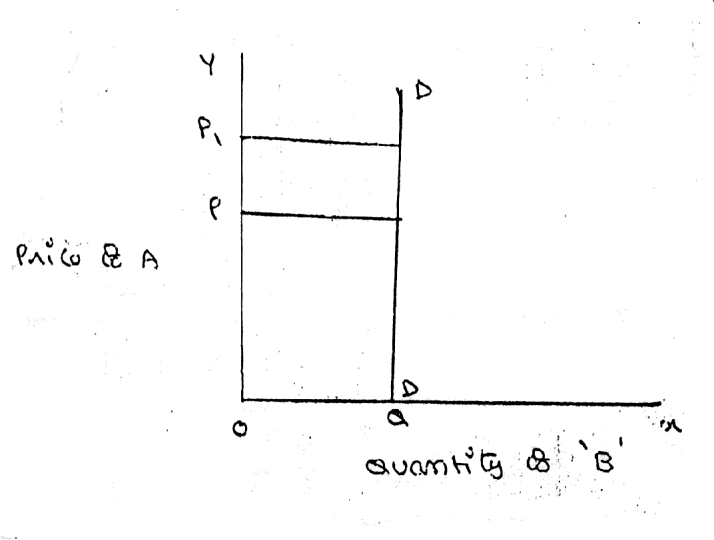 Y
D
P₁
P
Price of A
D
O
Q
x
Quantity of 'B'